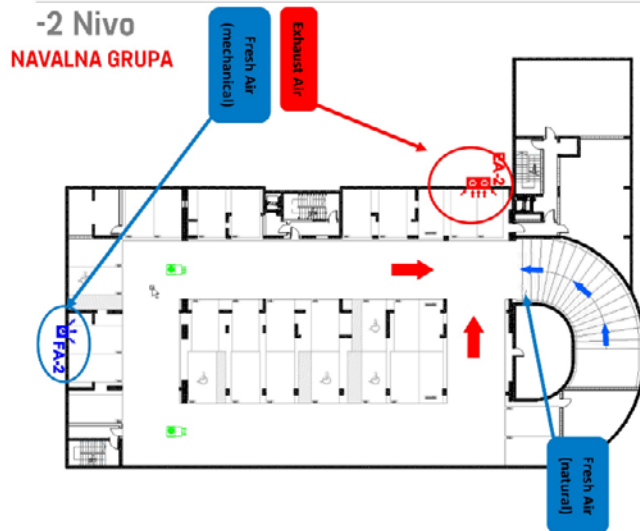 -2 Nivo
NAVALNA GRUPA
Fresh Air
(mechanical)
Exhaust Air
EA-2
FA-2
Fresh Air
(natural)